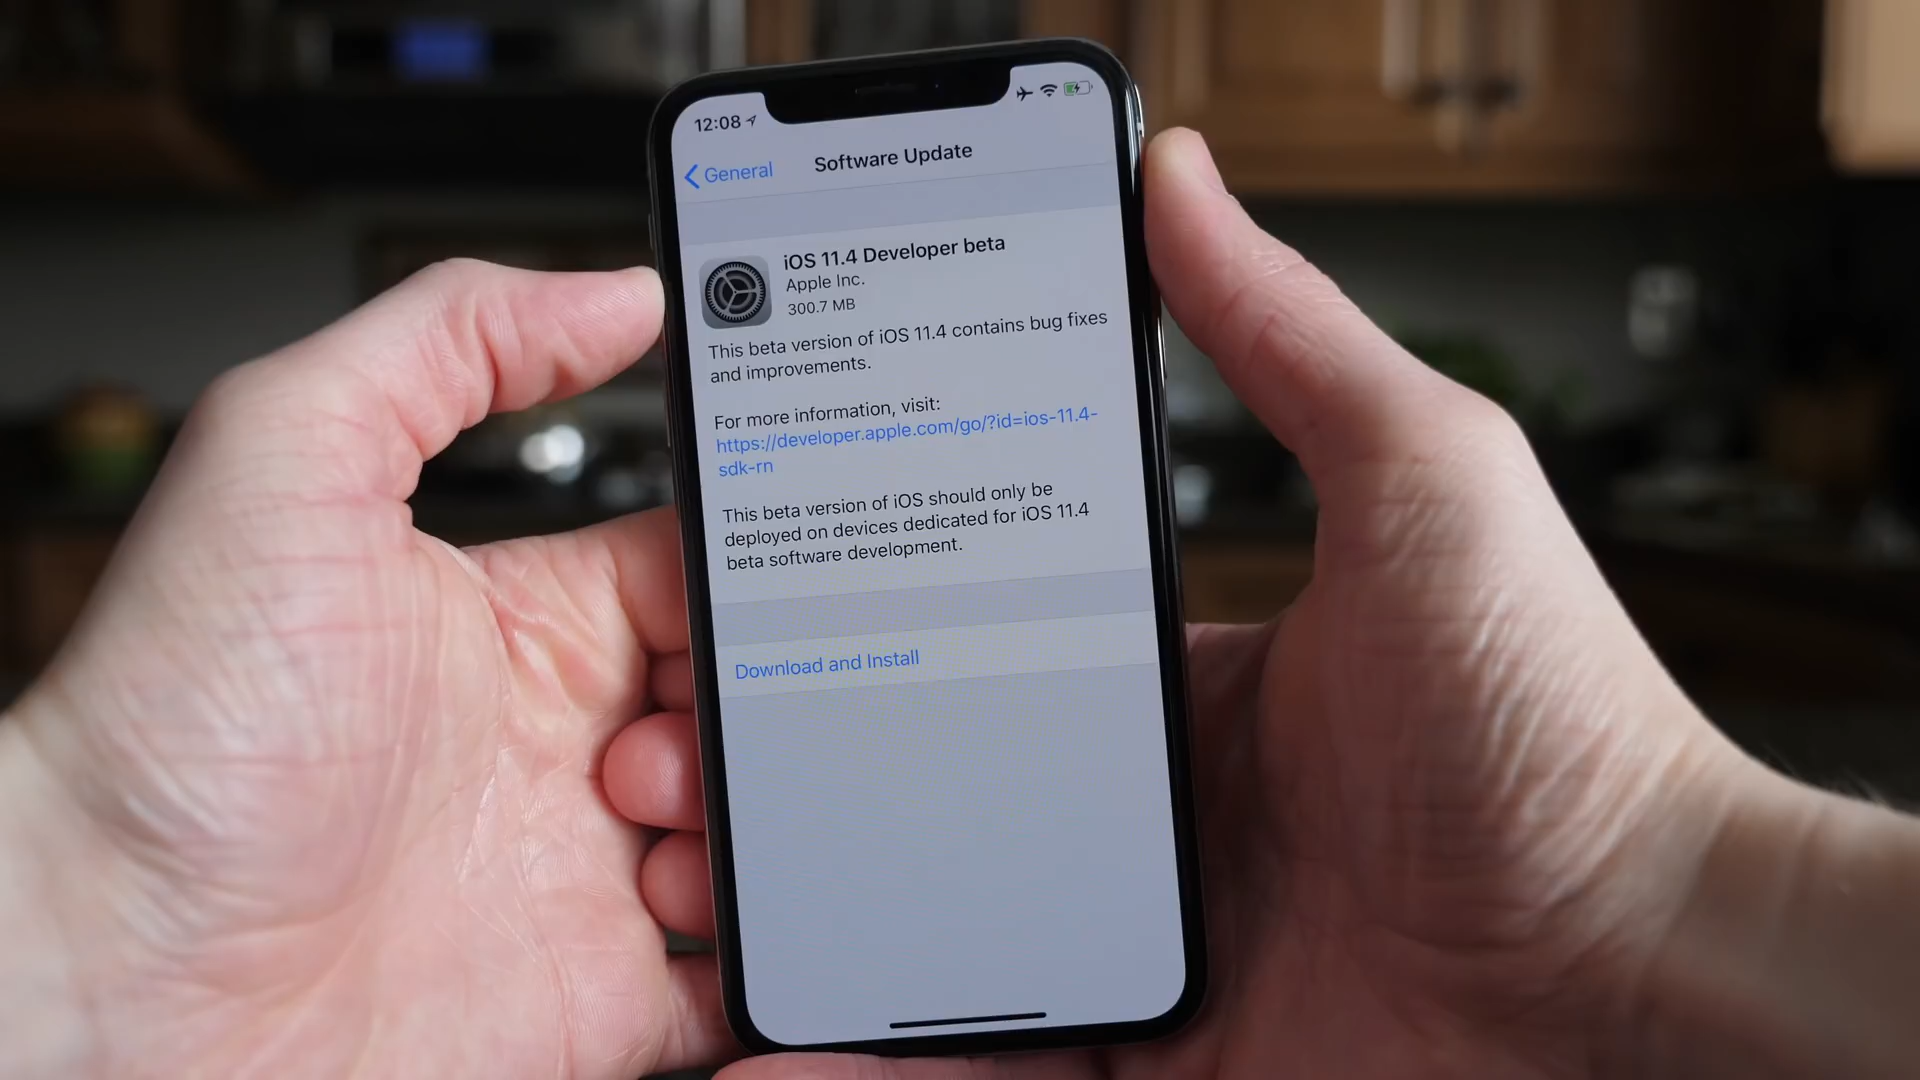 12:08
General
Software Update
iOS 11.4 Developer beta
Apple Inc.
300.7 MB
This beta version of iOS 11.4 contains bug fixes
and improvements.
For more information, visit:
https://developer.apple.com/go/?id=ios-11.4-
sdk-rn
This beta version of iOS should only be
deployed on devices dedicated for iOS 11.4
beta software development.
Download and Install